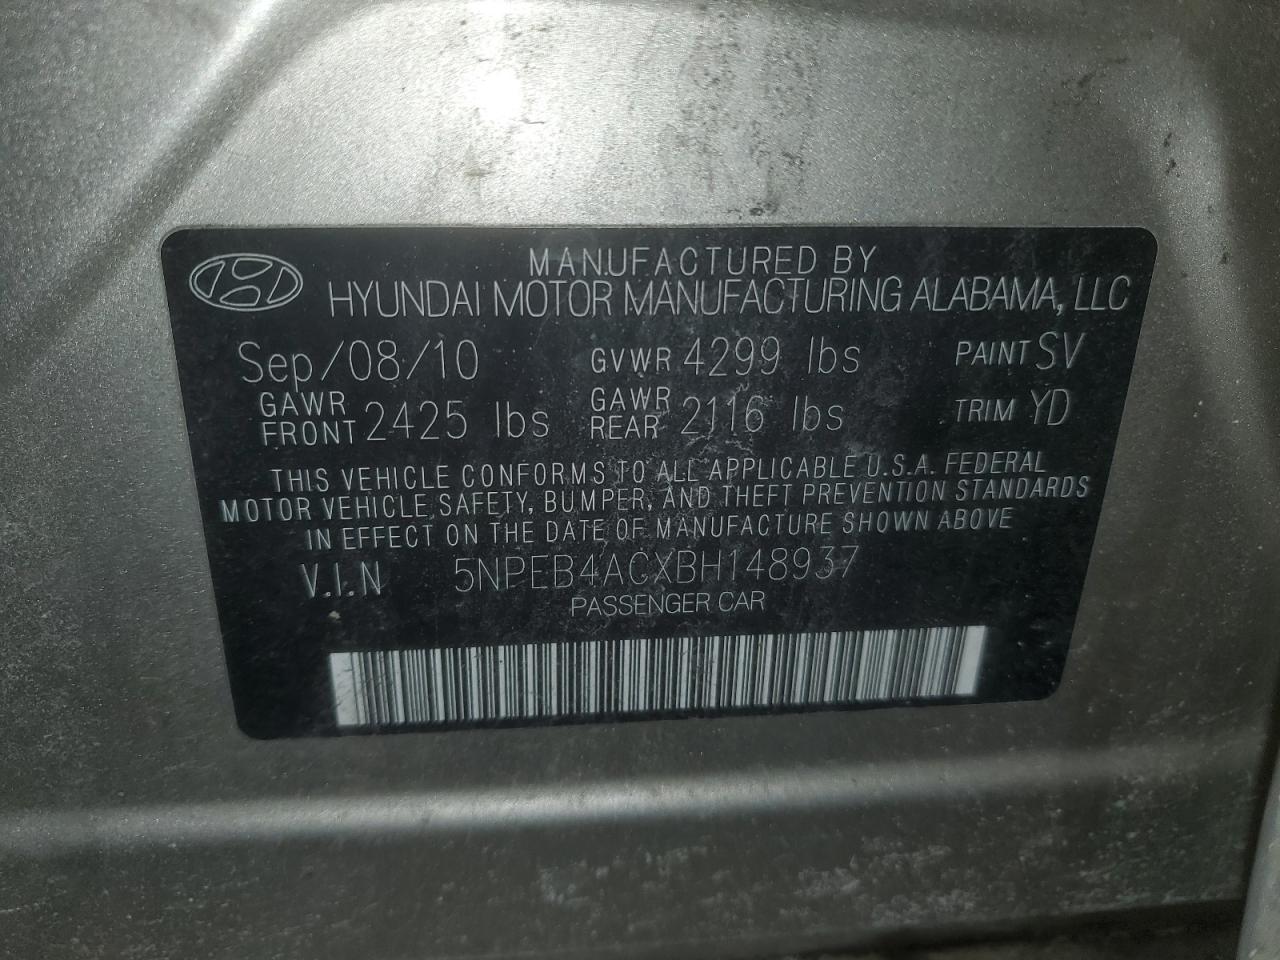 MANUFACTURED BY
HYUNDAI MOTOR MANUFACTURING ALABAMA, LLC
Sep/08/10 GVWR 4299 lbs PAINT SV
GAWR FRONT 2425 lbs GAWR REAR 2116 lbs TRIM YD
THIS VEHICLE CONFORMS TO ALL APPLICABLE U.S.A. FEDERAL
MOTOR VEHICLE SAFETY, BUMPER, AND THEFT PREVENTION STANDARDS
IN EFFECT ON THE DATE OF MANUFACTURE SHOWN ABOVE
V.I.N 5NPEB4ACXBH148937
PASSENGER CAR